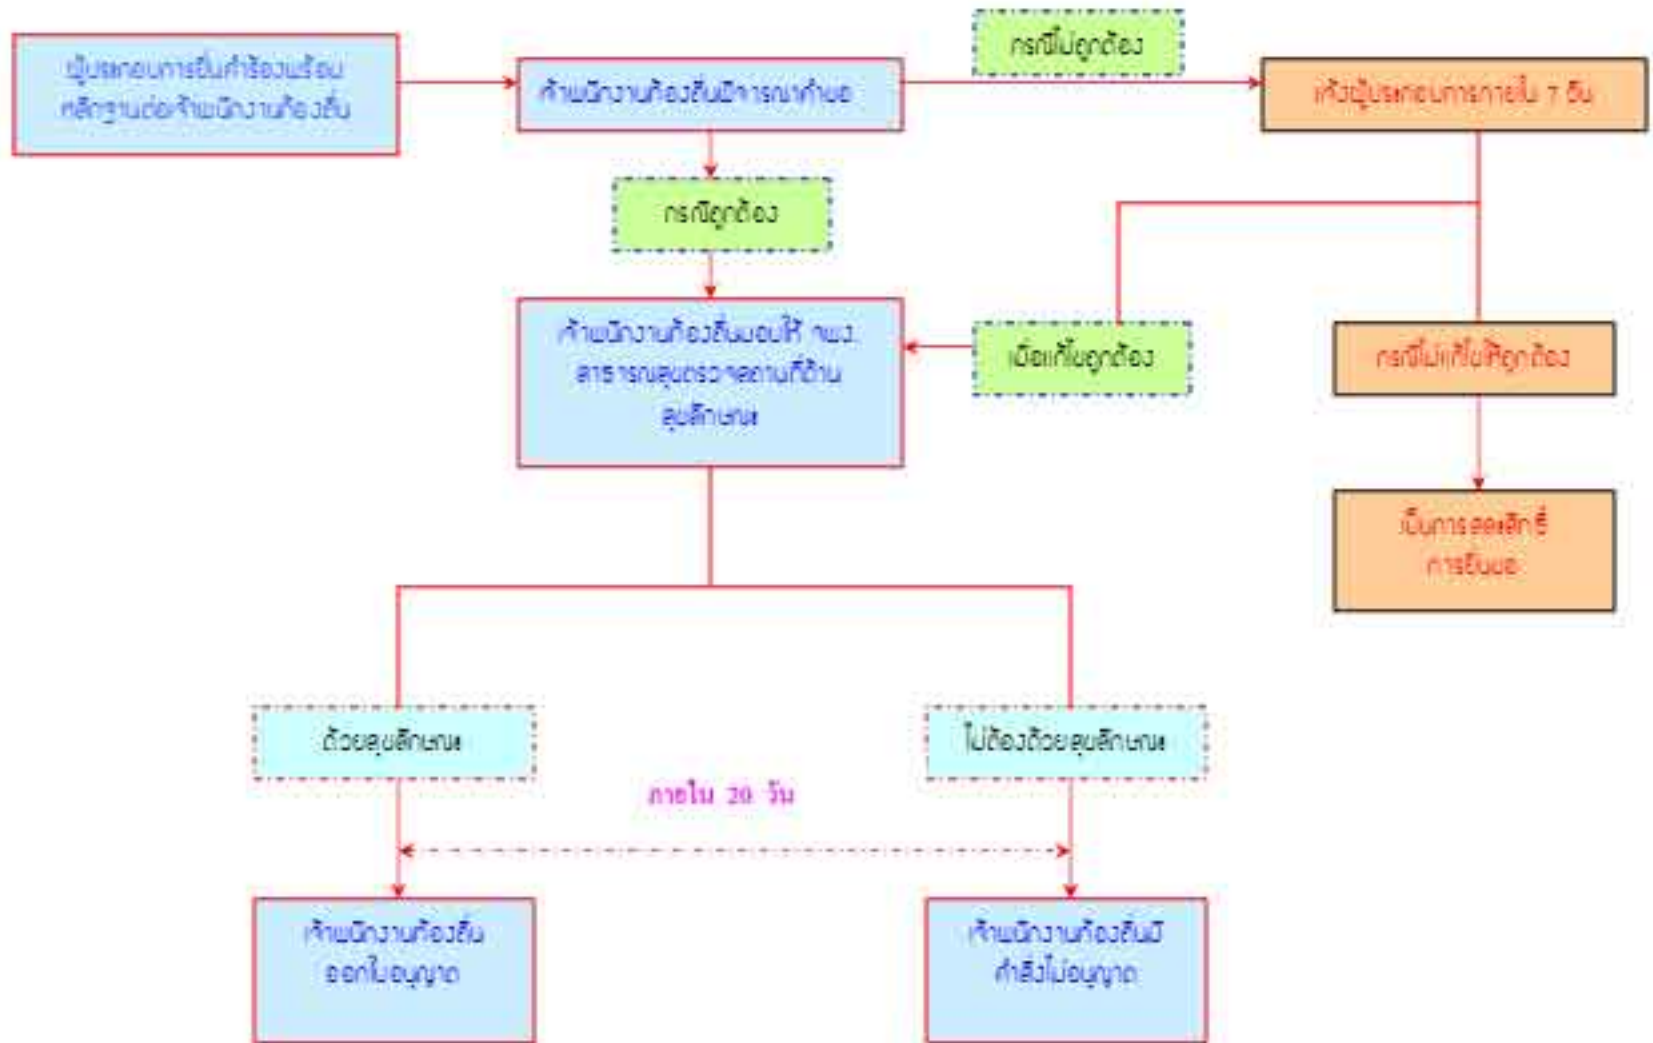 ผู้ประกอบการยื่นคำร้องพร้อม
หลักฐานต่อเจ้าพนักงานท้องถิ่น
เจ้าพนักงานท้องถิ่นพิจารณาคำขอ
กรณีไม่ถูกต้อง
แจ้งผู้ประกอบการภายใน 7 วัน
กรณีถูกต้อง
เจ้าพนักงานท้องถิ่นมอบให้ จพง.
สาธารณสุขตรวจสถานที่ด้าน
สุขลักษณะ
เมื่อแก้ไขถูกต้อง
กรณีไม่แก้ไขให้ถูกต้อง
เป็นการสละสิทธิ์
การยื่นขอ
ด้วยสุขลักษณะ
ไม่ต้องด้วยสุขลักษณะ
ภายใน 20 วัน
เจ้าพนักงานท้องถิ่น
ออกใบอนุญาต
เจ้าพนักงานท้องถิ่นมี
คำสั่งไม่อนุญาต